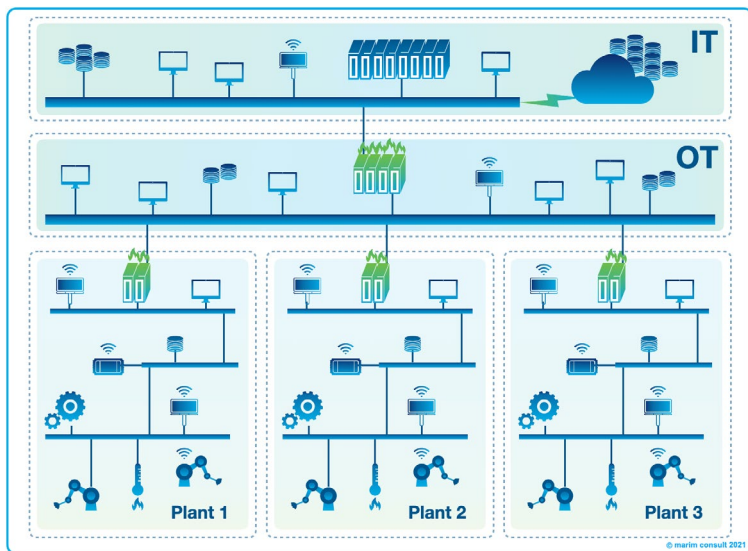 IT
OT
Plant 1
Plant 2
Plant 3
© marim consult 2021